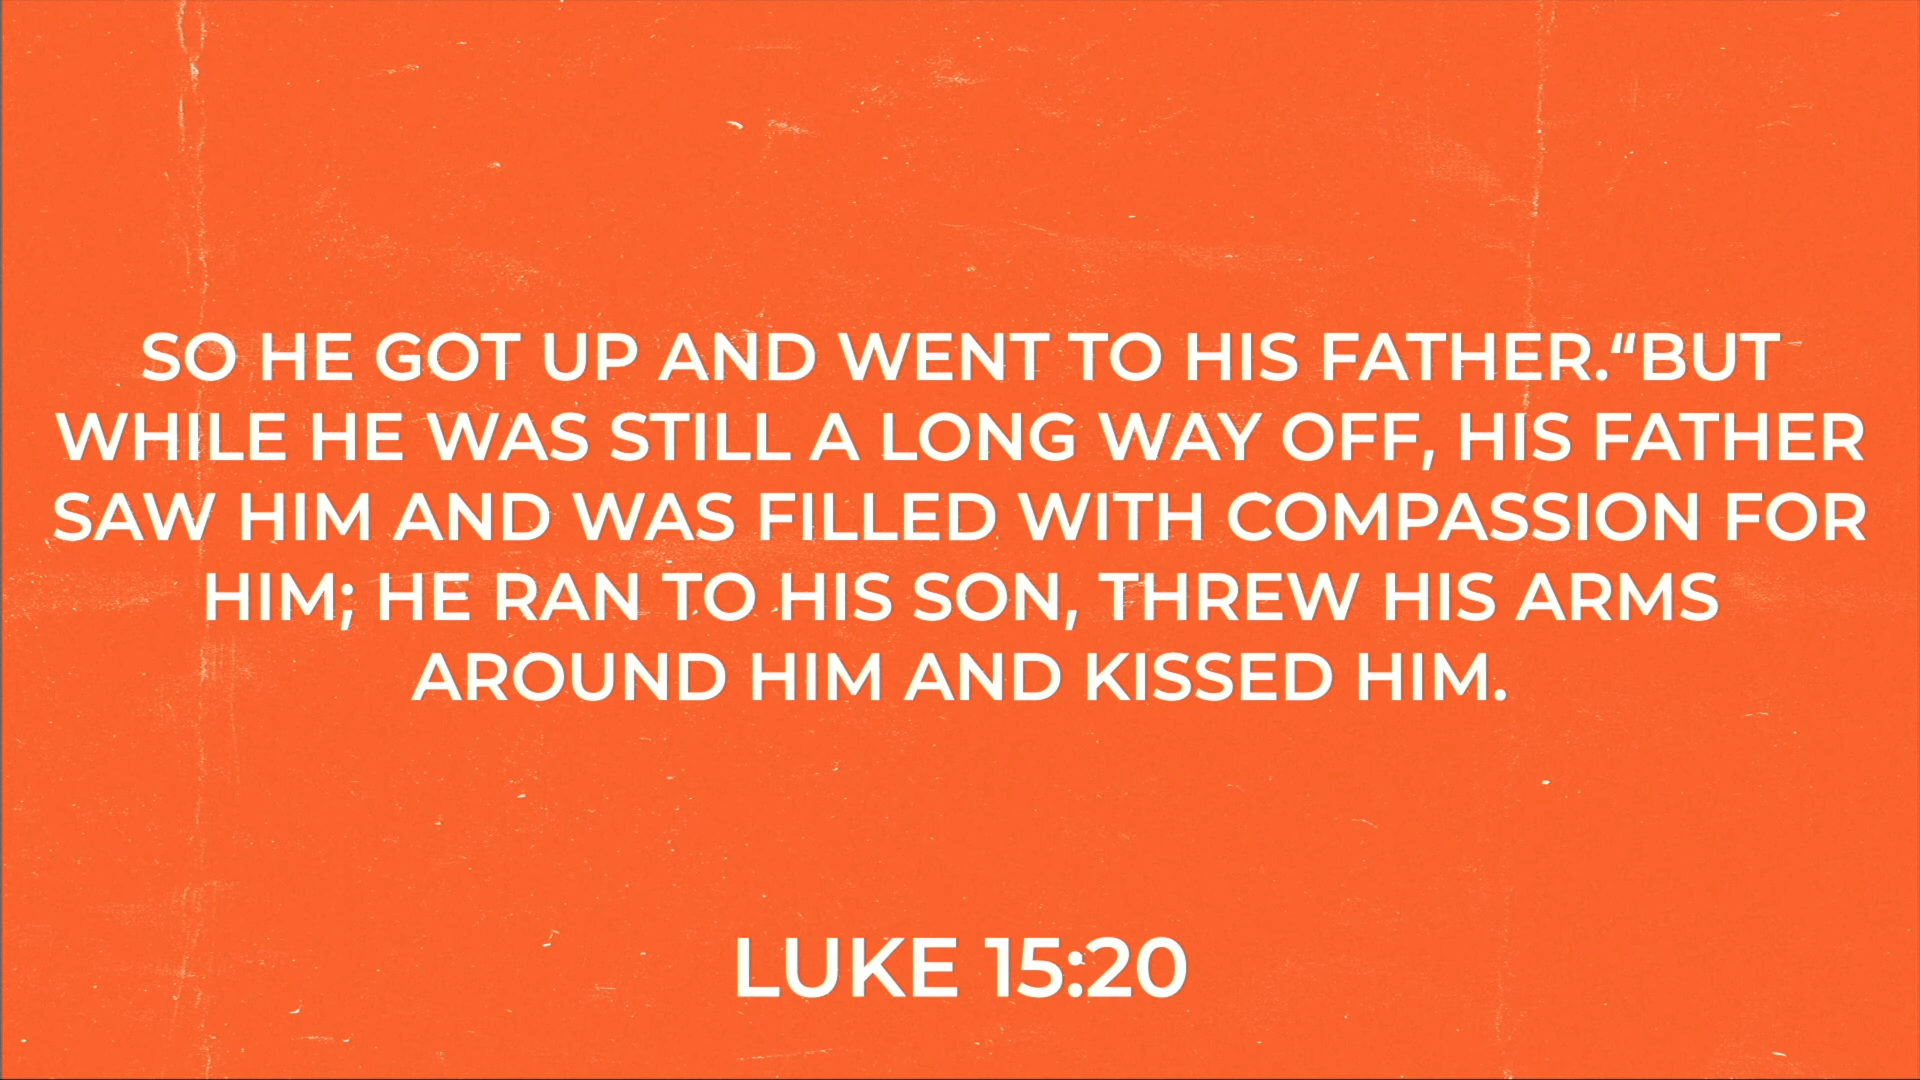 SO HE GOT UP AND WENT TO HIS FATHER.“BUT
WHILE HE WAS STILL A LONG WAY OFF, HIS FATHER
SAW HIM AND WAS FILLED WITH COMPASSION FOR
HIM; HE RAN TO HIS SON, THREW HIS ARMS
AROUND HIM AND KISSED HIM.
LUKE 15:20